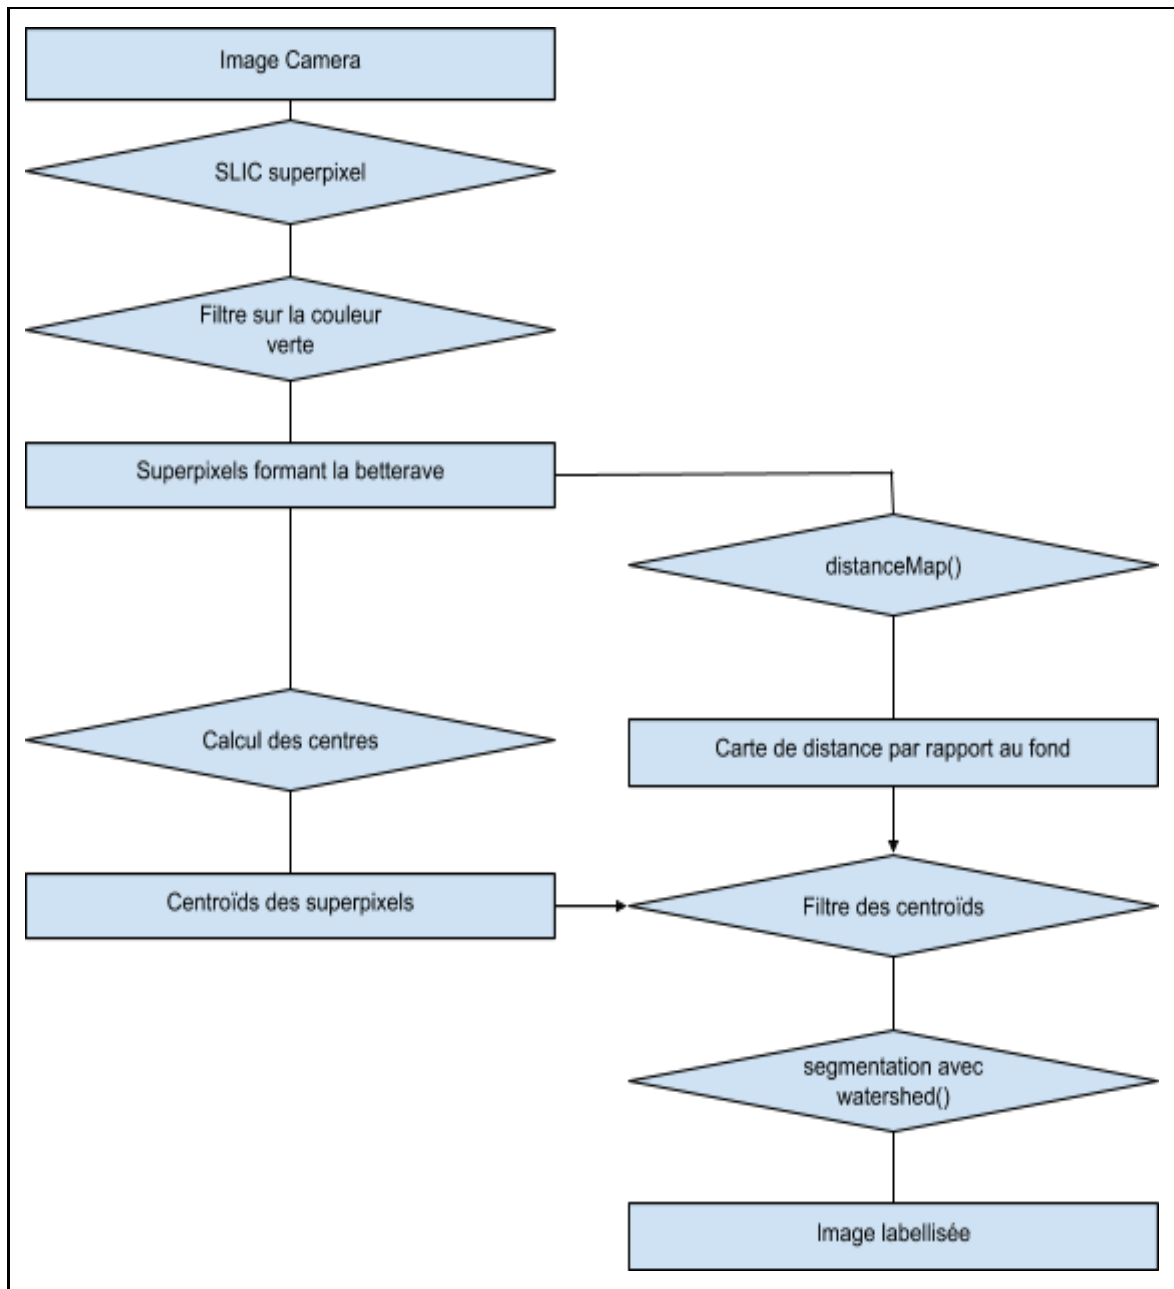 Image Camera
SLIC superpixel
Filtre sur la couleur
verte
Superpixels formant la betterave
distanceMap()
Calcul des centres
Carte de distance par rapport au fond
Centroïds des superpixels
Filtre des centroïds
segmentation avec
watershed()
Image labellisée